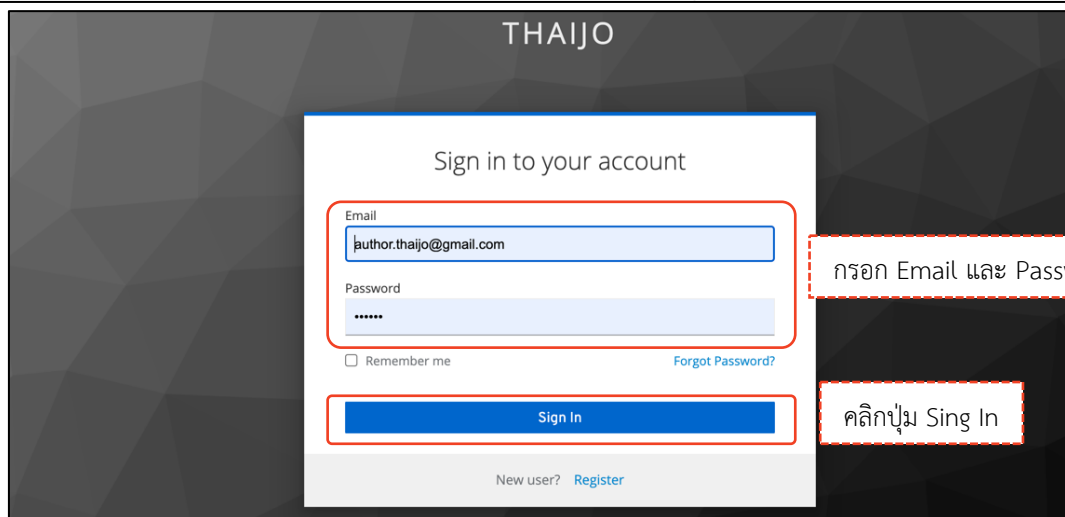 THAIJO
Sign in to your account
Email
author.thaijo@gmail.com
กรอก Email และ
Password
••••••
Remember me
Forgot Password?
Sign In
คลิกปุ่ม Sing In
New user? Register